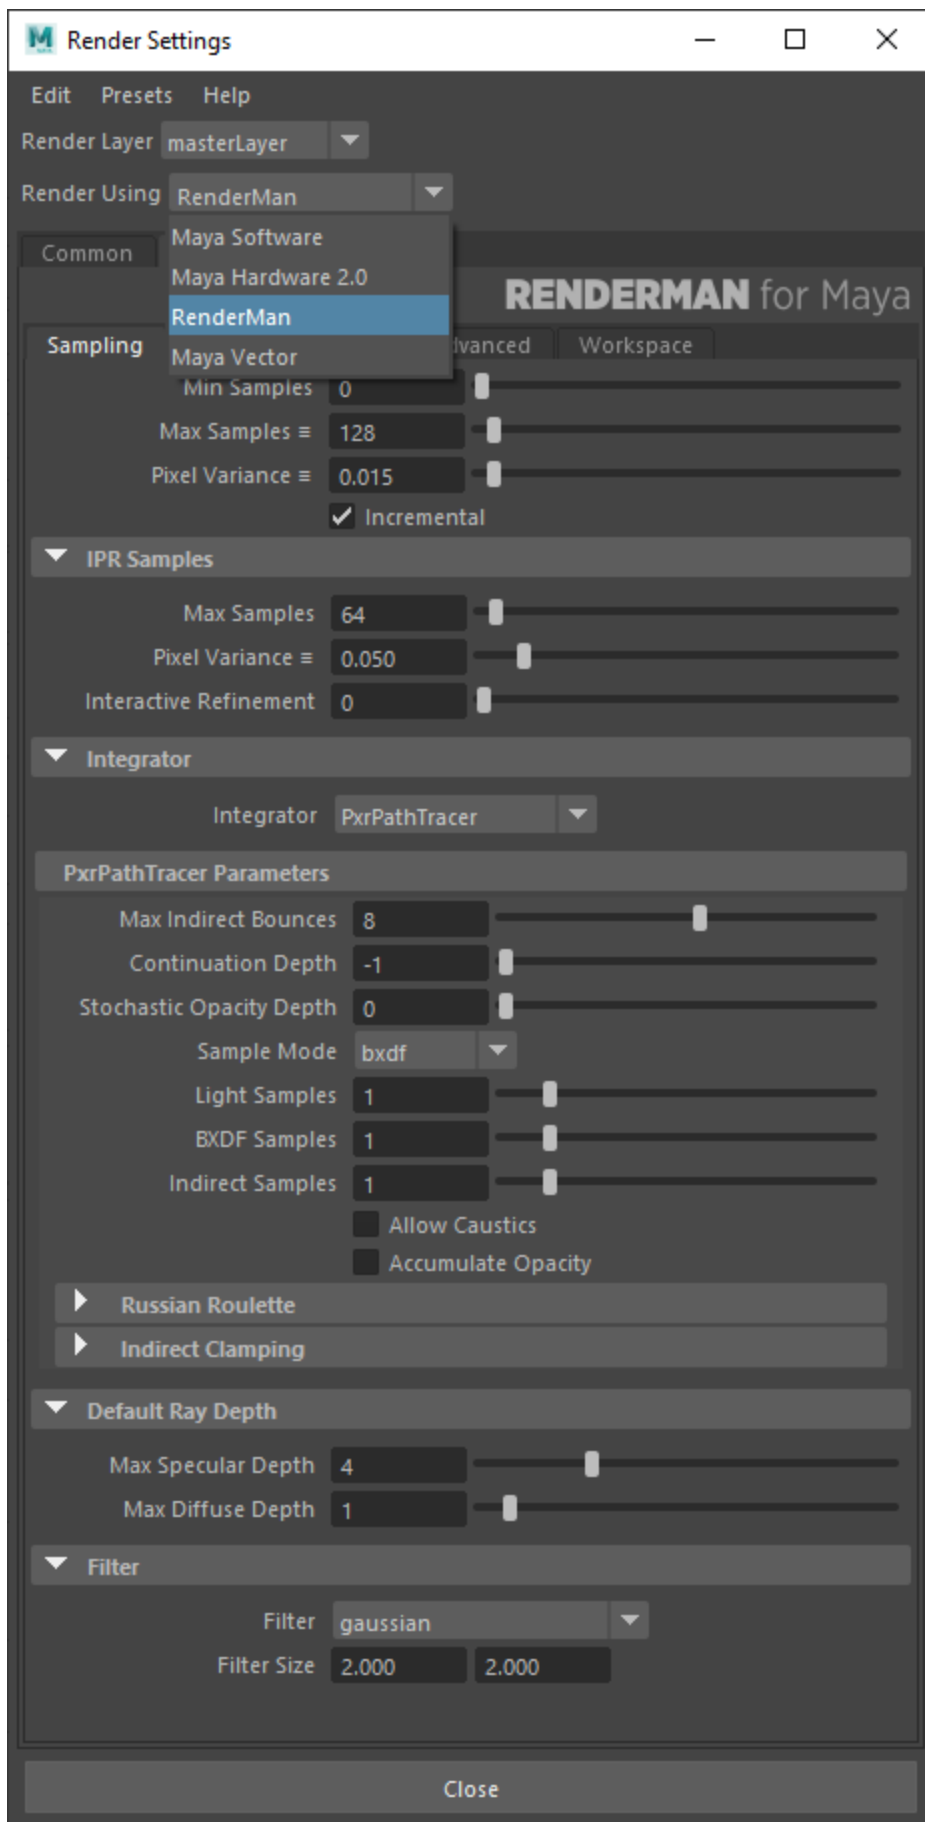 Render Settings
Edit Presets Help
Render Layer masterLayer
Render Using RenderMan
Maya Software
Common
Maya Hardware 2.0
RENDERMAN for Maya
RenderMan
Sampling Workspace
Maya Vector
Min Samples 0
Max Samples ≡ 128
Pixel Variance ≡ 0.015
Incremental
IPR Samples
Max Samples 64
Pixel Variance ≡ 0.050
Interactive Refinement 0
Integrator
Integrator PxrPathTracer
PxrPathTracer Parameters
Max Indirect Bounces 8
Continuation Depth -1
Stochastic Opacity Depth 0
Sample Mode bxdf
Light Samples 1
BXDF Samples 1
Indirect Samples 1
Allow Caustics
Accumulate Opacity
Russian Roulette
Indirect Clamping
Default Ray Depth
Max Specular Depth 4
Max Diffuse Depth 1
Filter
Filter gaussian
Filter Size 2.000 2.000
Close